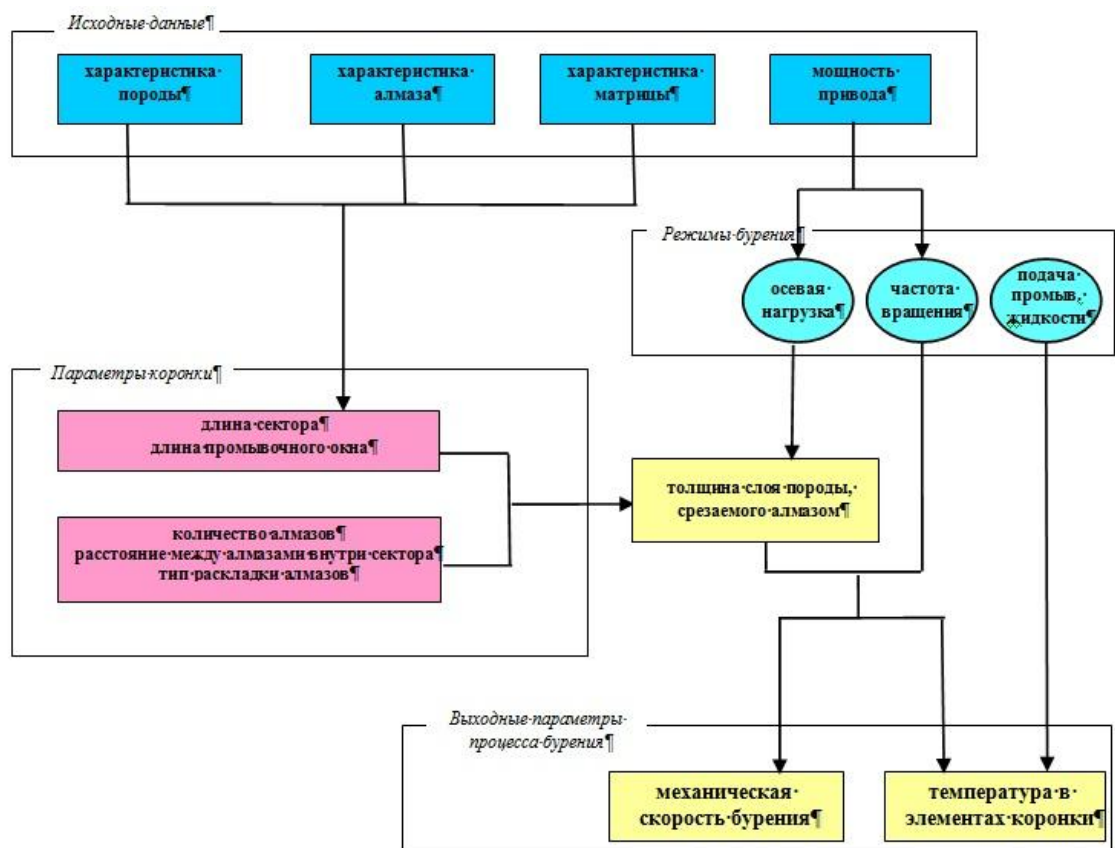 Исходные·данные¶
характеристика·
породы¶
характеристика·
алмаза¶
характеристика·
матрицы¶
мощность·
привода¶
Режимы·бурения¶
осевая·
нагрузка¶
частота·
вращения¶
подача·
промыв.·
жидкости¶
Параметры·коронки¶
длина·сектора¶
длина·промывочного·окна¶
количество·алмазов¶
расстояние·между·алмазами·внутри·сектора¶
тип·раскладки·алмазов¶
толщина·слоя·породы,·
срезаемого·алмазом¶
Выходные·параметры·
процесса·бурения¶
механическая·
скорость·бурения¶
температура·в·
элементах·коронки¶